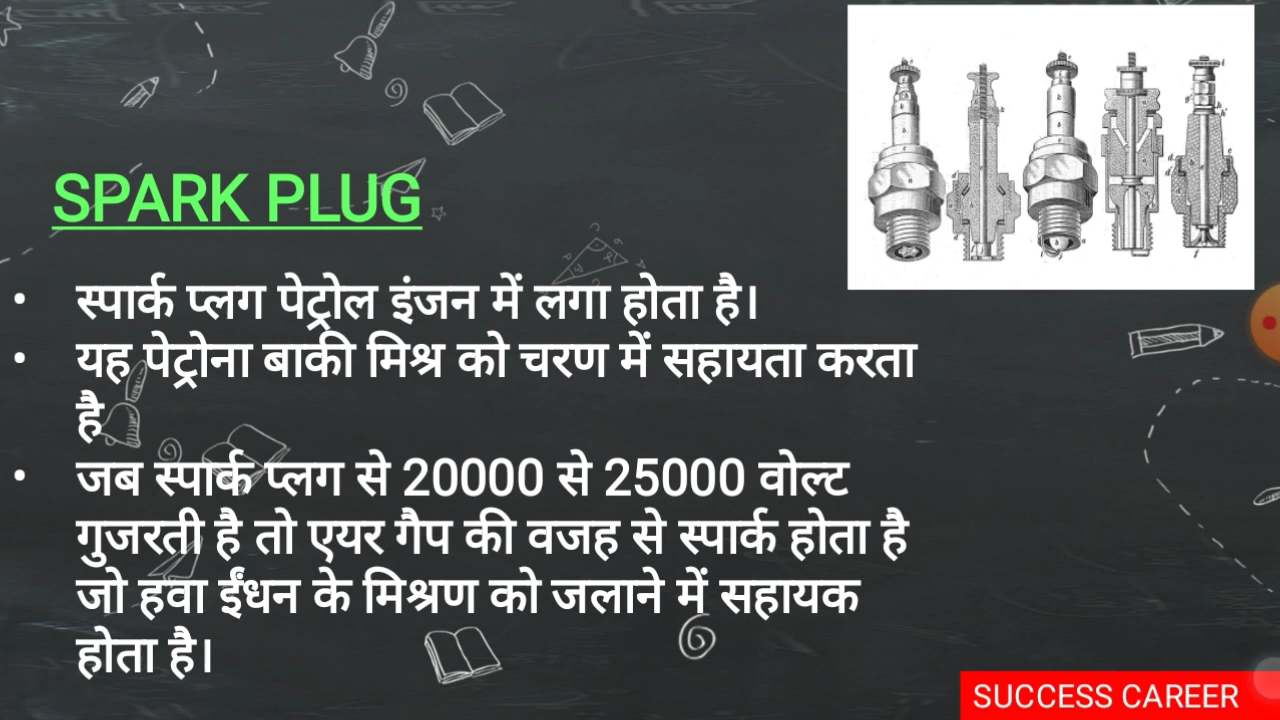 SPARK PLUG
• स्पार्क प्लग पेट्रोल इंजन में लगा होता है।
• यह पेट्रोना बाकी मिश्र को चरण में सहायता करता
है
• जब स्पार्क प्लग से 20000 से 25000 वोल्ट
गुजरती है तो एयर गैप की वजह से स्पार्क होता है
जो हवा ईंधन के मिश्रण को जलाने में सहायक
होता है।
SUCCESS CAREER